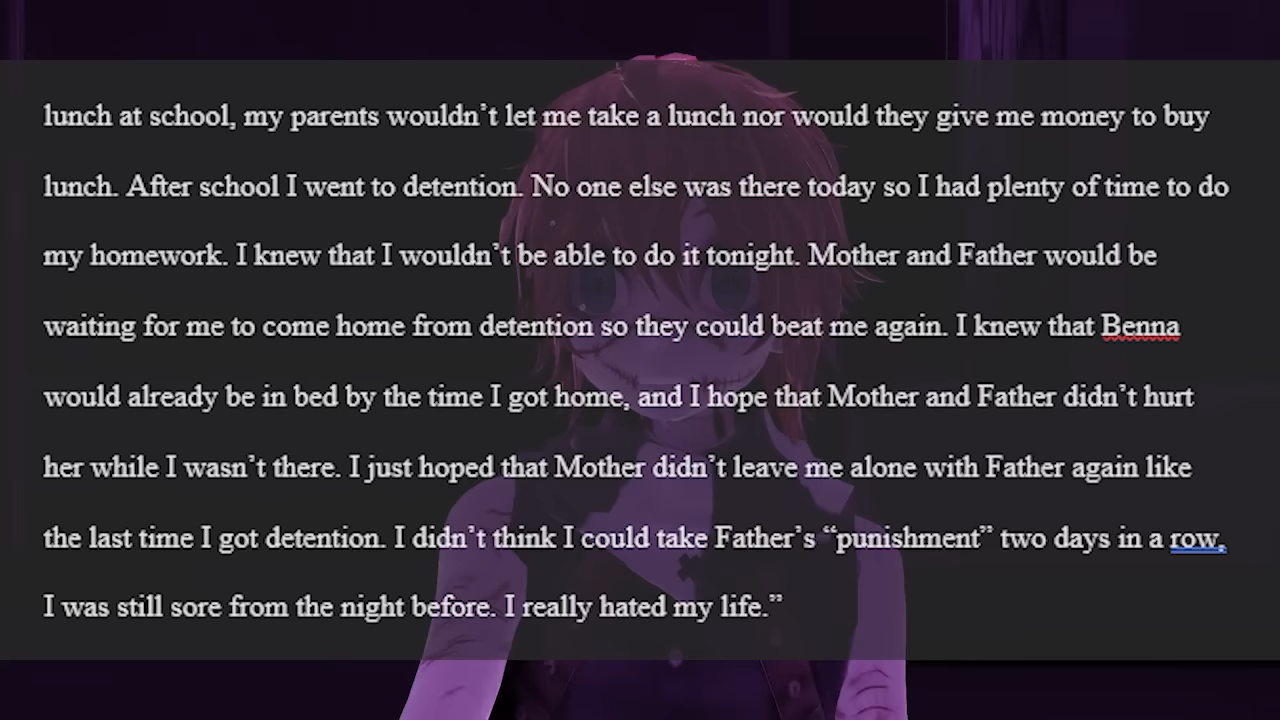 lunch at school, my parents wouldn’t let me take a lunch nor would they give me money to buy
lunch. After school I went to detention. No one else was there today so I had plenty of time to do
my homework. I knew that I wouldn’t be able to do it tonight. Mother and Father would be
waiting for me to come home from detention so they could beat me again. I knew that Benna
would already be in bed by the time I got home, and I hope that Mother and Father didn’t hurt
her while I wasn’t there. I just hoped that Mother didn’t leave me alone with Father again like
the last time I got detention. I didn’t think I could take Father’s “punishment” two days in a row,
I was still sore from the night before. I really hated my life.”